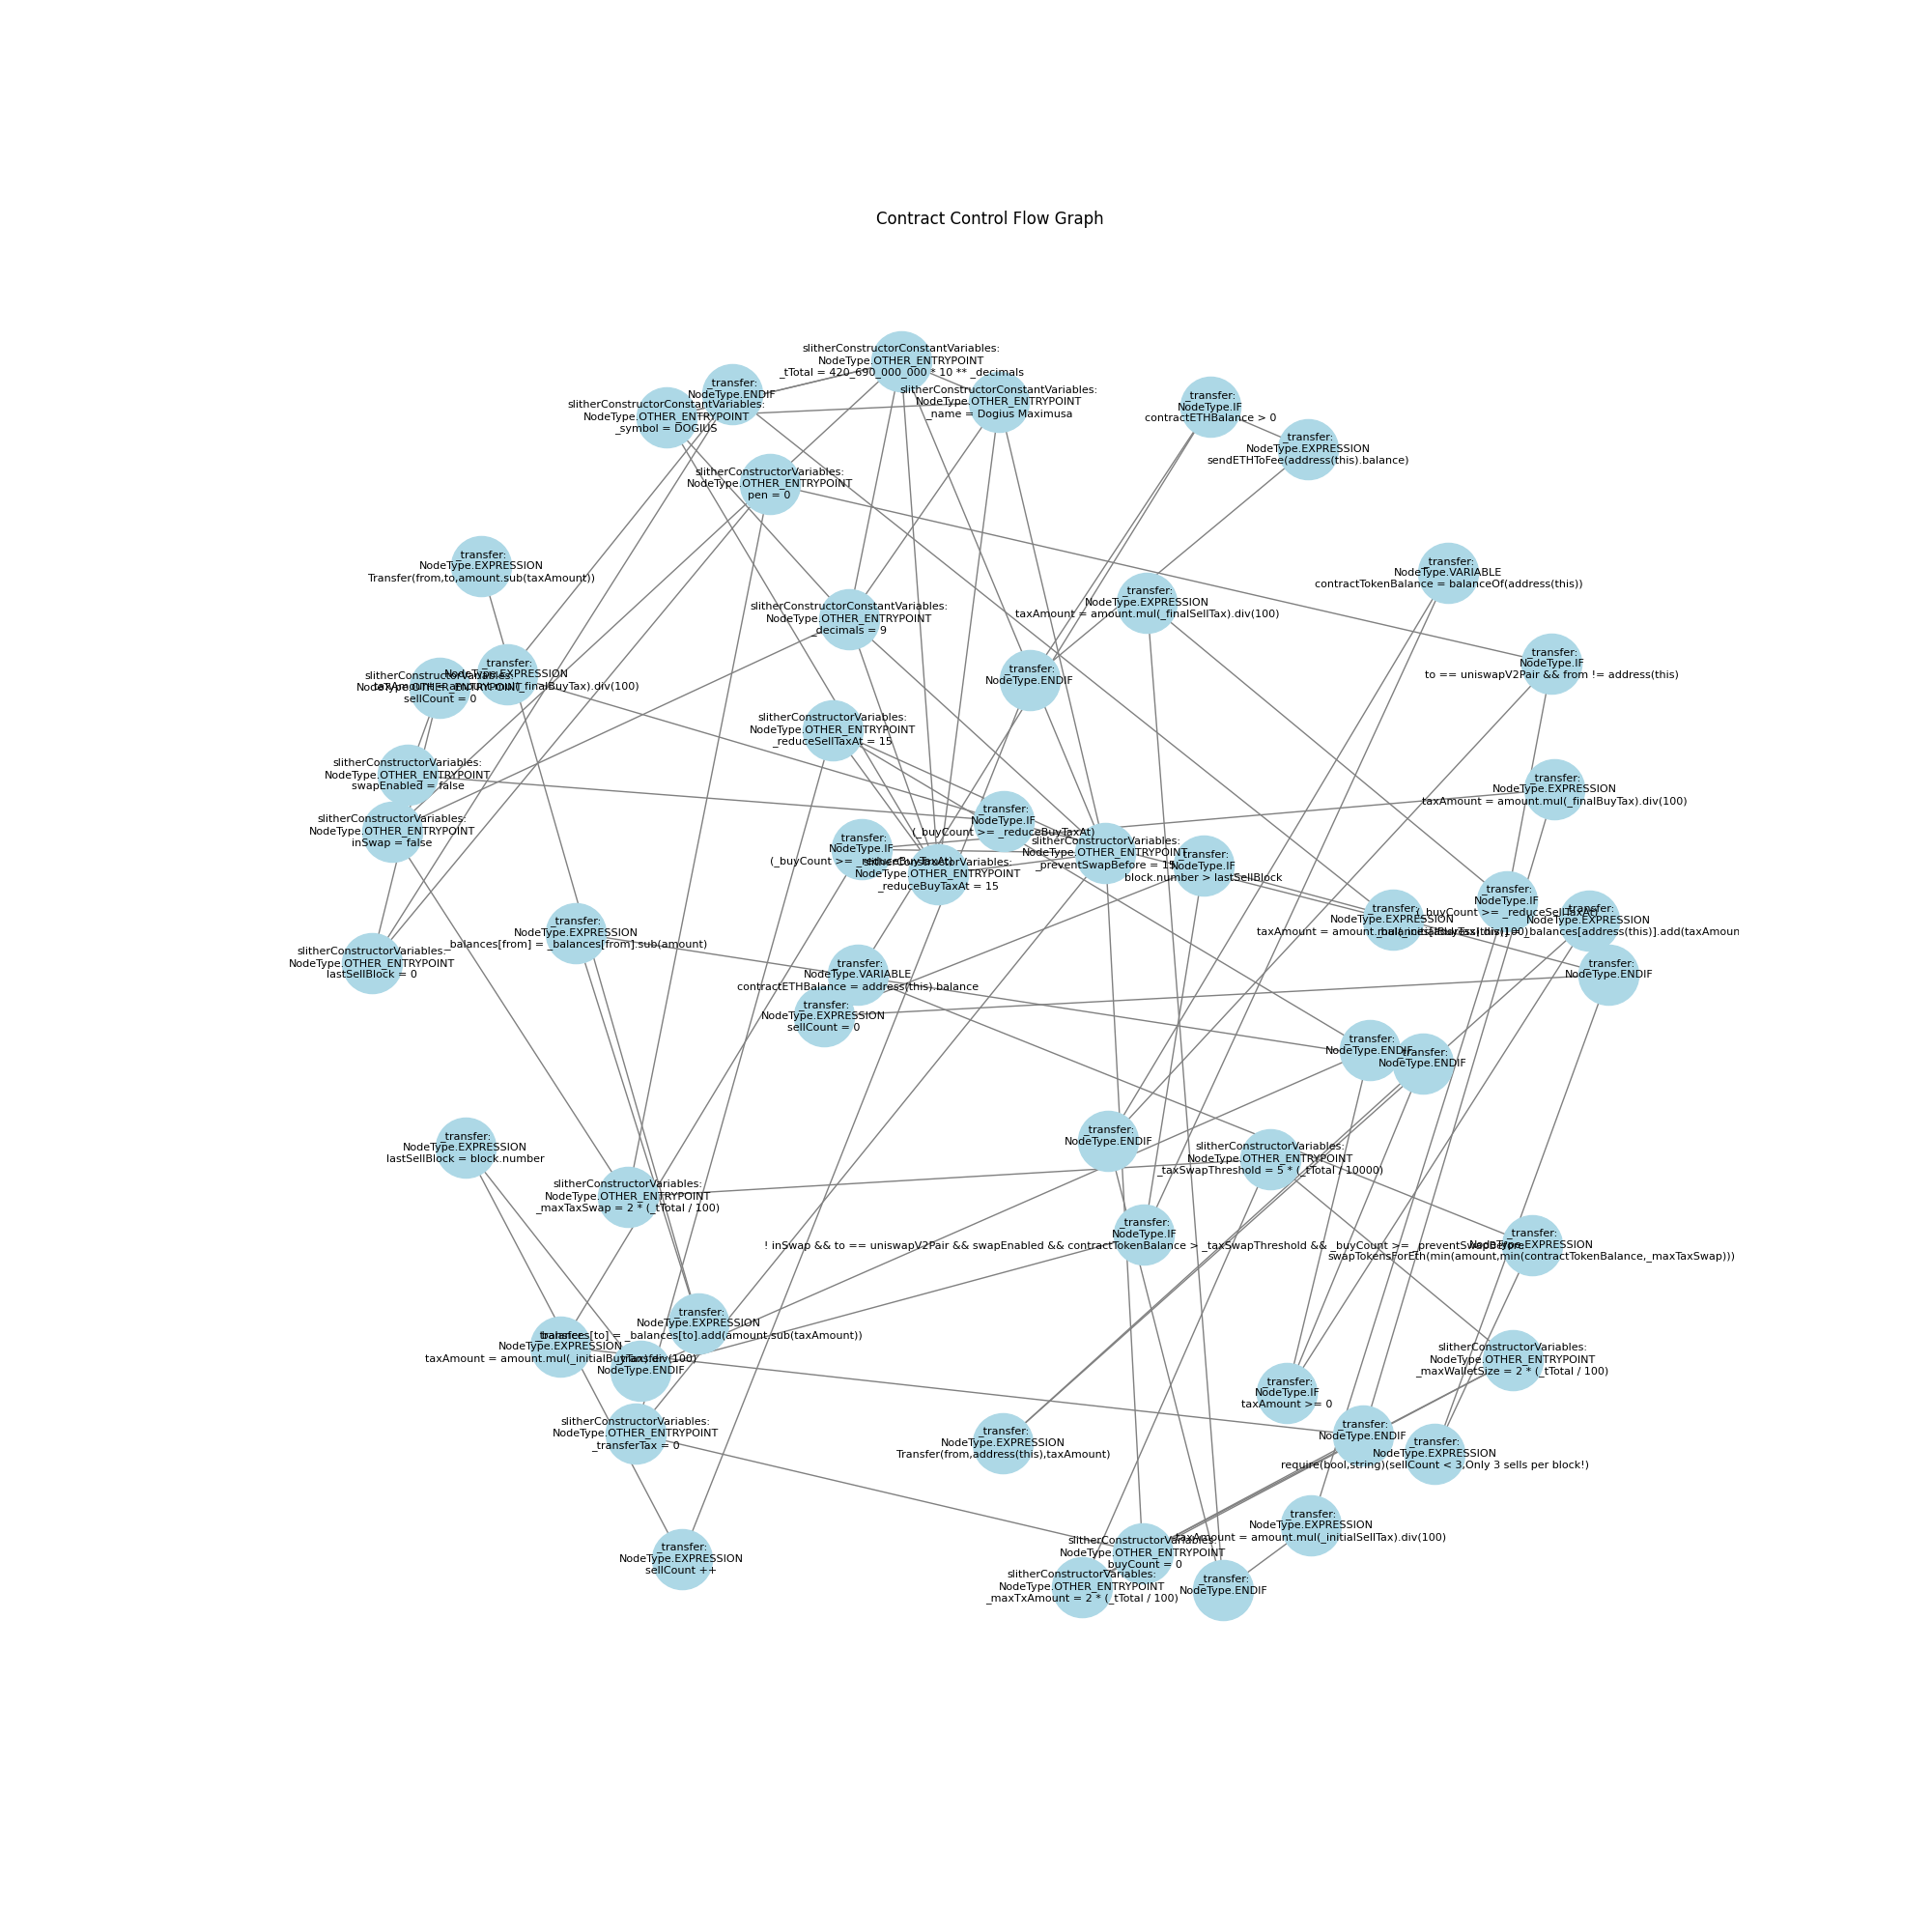 Contract Control Flow Graph
slitherConstructorConstantVariables:
NodeType.OTHER_ENTRYPOINT
_tTotal = 420_690_000_000 * 10 ** _decimals
_transfer:
NodeType.ENDIF
slitherConstructorConstantVariables:
NodeType.OTHER_ENTRYPOINT
_name = Dogius Maximusa
slitherConstructorConstantVariables:
NodeType.OTHER_ENTRYPOINT
_symbol = DOGIUS
_transfer:
NodeType.IF
contractETHBalance > 0
_transfer:
NodeType.EXPRESSION
sendETHToFee(address(this).balance)
slitherConstructorVariables:
NodeType.OTHER_ENTRYPOINT
pen = 0
_transfer:
NodeType.EXPRESSION
Transfer(from,to,amount.sub(taxAmount))
_transfer:
NodeType.VARIABLE
contractTokenBalance = balanceOf(address(this))
_transfer:
NodeType.EXPRESSION
taxAmount = amount.mul(_finalSellTax).div(100)
slitherConstructorConstantVariables:
NodeType.OTHER_ENTRYPOINT
_decimals = 9
_transfer:
NodeType.IF
to == uniswapV2Pair && from != address(this)
_transfer:
NodeType.EXPRESSION
taxAmount = amount.mul(_finalBuyTax).div(100)
slitherConstructorVariables:
NodeType.OTHER_ENTRYPOINT
sellCount = 0
_transfer:
NodeType.ENDIF
slitherConstructorVariables:
NodeType.OTHER_ENTRYPOINT
_reduceSellTaxAt = 15
slitherConstructorVariables:
NodeType.OTHER_ENTRYPOINT
swapEnabled = false
_transfer:
NodeType.EXPRESSION
taxAmount = amount.mul(_finalBuyTax).div(100)
slitherConstructorVariables:
NodeType.OTHER_ENTRYPOINT
inSwap = false
_transfer:
NodeType.IF
(_buyCount >= _reduceBuyTaxAt)
_transfer:
NodeType.IF
(_buyCount >= _reduceBuyTaxAt)
slitherConstructorVariables:
NodeType.OTHER_ENTRYPOINT
_preventSwapBefore = 15
_transfer:
NodeType.IF
block.number > lastSellBlock
slitherConstructorVariables:
NodeType.OTHER_ENTRYPOINT
_reduceBuyTaxAt = 15
_transfer:
NodeType.IF
(_buyCount >= _reduceSellTaxAt)
_transfer:
NodeType.EXPRESSION
taxAmount = amount.mul(_initialBuyTax).div(100)
_transfer:
NodeType.EXPRESSION
_balances[address(this)] = _balances[address(this)].add(taxAmoun
_transfer:
NodeType.EXPRESSION
_balances[from] = _balances[from].sub(amount)
slitherConstructorVariables:
NodeType.OTHER_ENTRYPOINT
lastSellBlock = 0
_transfer:
NodeType.VARIABLE
contractETHBalance = address(this).balance
_transfer:
NodeType.ENDIF
_transfer:
NodeType.EXPRESSION
sellCount = 0
_transfer:
NodeType.ENDIF
_transfer:
NodeType.ENDIF
_transfer:
NodeType.ENDIF
_transfer:
NodeType.EXPRESSION
lastSellBlock = block.number
slitherConstructorVariables:
NodeType.OTHER_ENTRYPOINT
_taxSwapThreshold = 5 * (_tTotal / 10000)
slitherConstructorVariables:
NodeType.OTHER_ENTRYPOINT
_maxTaxSwap = 2 * (_tTotal / 100)
_transfer:
NodeType.IF
! inSwap && to == uniswapV2Pair && swapEnabled && contractTokenBalance > _taxSwapThreshold && _buyCount >= _preventSwapBefore
_transfer:
NodeType.EXPRESSION
swapTokensForEth(min(amount,min(contractTokenBalance,_maxTaxSwap)))
_transfer:
NodeType.EXPRESSION
_balances[to] = _balances[to].add(amount.sub(taxAmount))
_transfer:
NodeType.EXPRESSION
taxAmount = amount.mul(_initialBuyTax).div(100)
_transfer:
NodeType.ENDIF
slitherConstructorVariables:
NodeType.OTHER_ENTRYPOINT
_maxWalletSize = 2 * (_tTotal / 100)
_transfer:
NodeType.IF
taxAmount >= 0
slitherConstructorVariables:
NodeType.OTHER_ENTRYPOINT
_transferTax = 0
_transfer:
NodeType.EXPRESSION
Transfer(from,address(this),taxAmount)
_transfer:
NodeType.ENDIF
_transfer:
NodeType.EXPRESSION
require(bool,string)(sellCount < 3,Only 3 sells per block!)
_transfer:
NodeType.EXPRESSION
taxAmount = amount.mul(_initialSellTax).div(100)
_transfer:
NodeType.EXPRESSION
sellCount ++
slitherConstructorVariables:
NodeType.OTHER_ENTRYPOINT
_buyCount = 0
slitherConstructorVariables:
NodeType.OTHER_ENTRYPOINT
_maxTxAmount = 2 * (_tTotal / 100)
_transfer:
NodeType.ENDIF